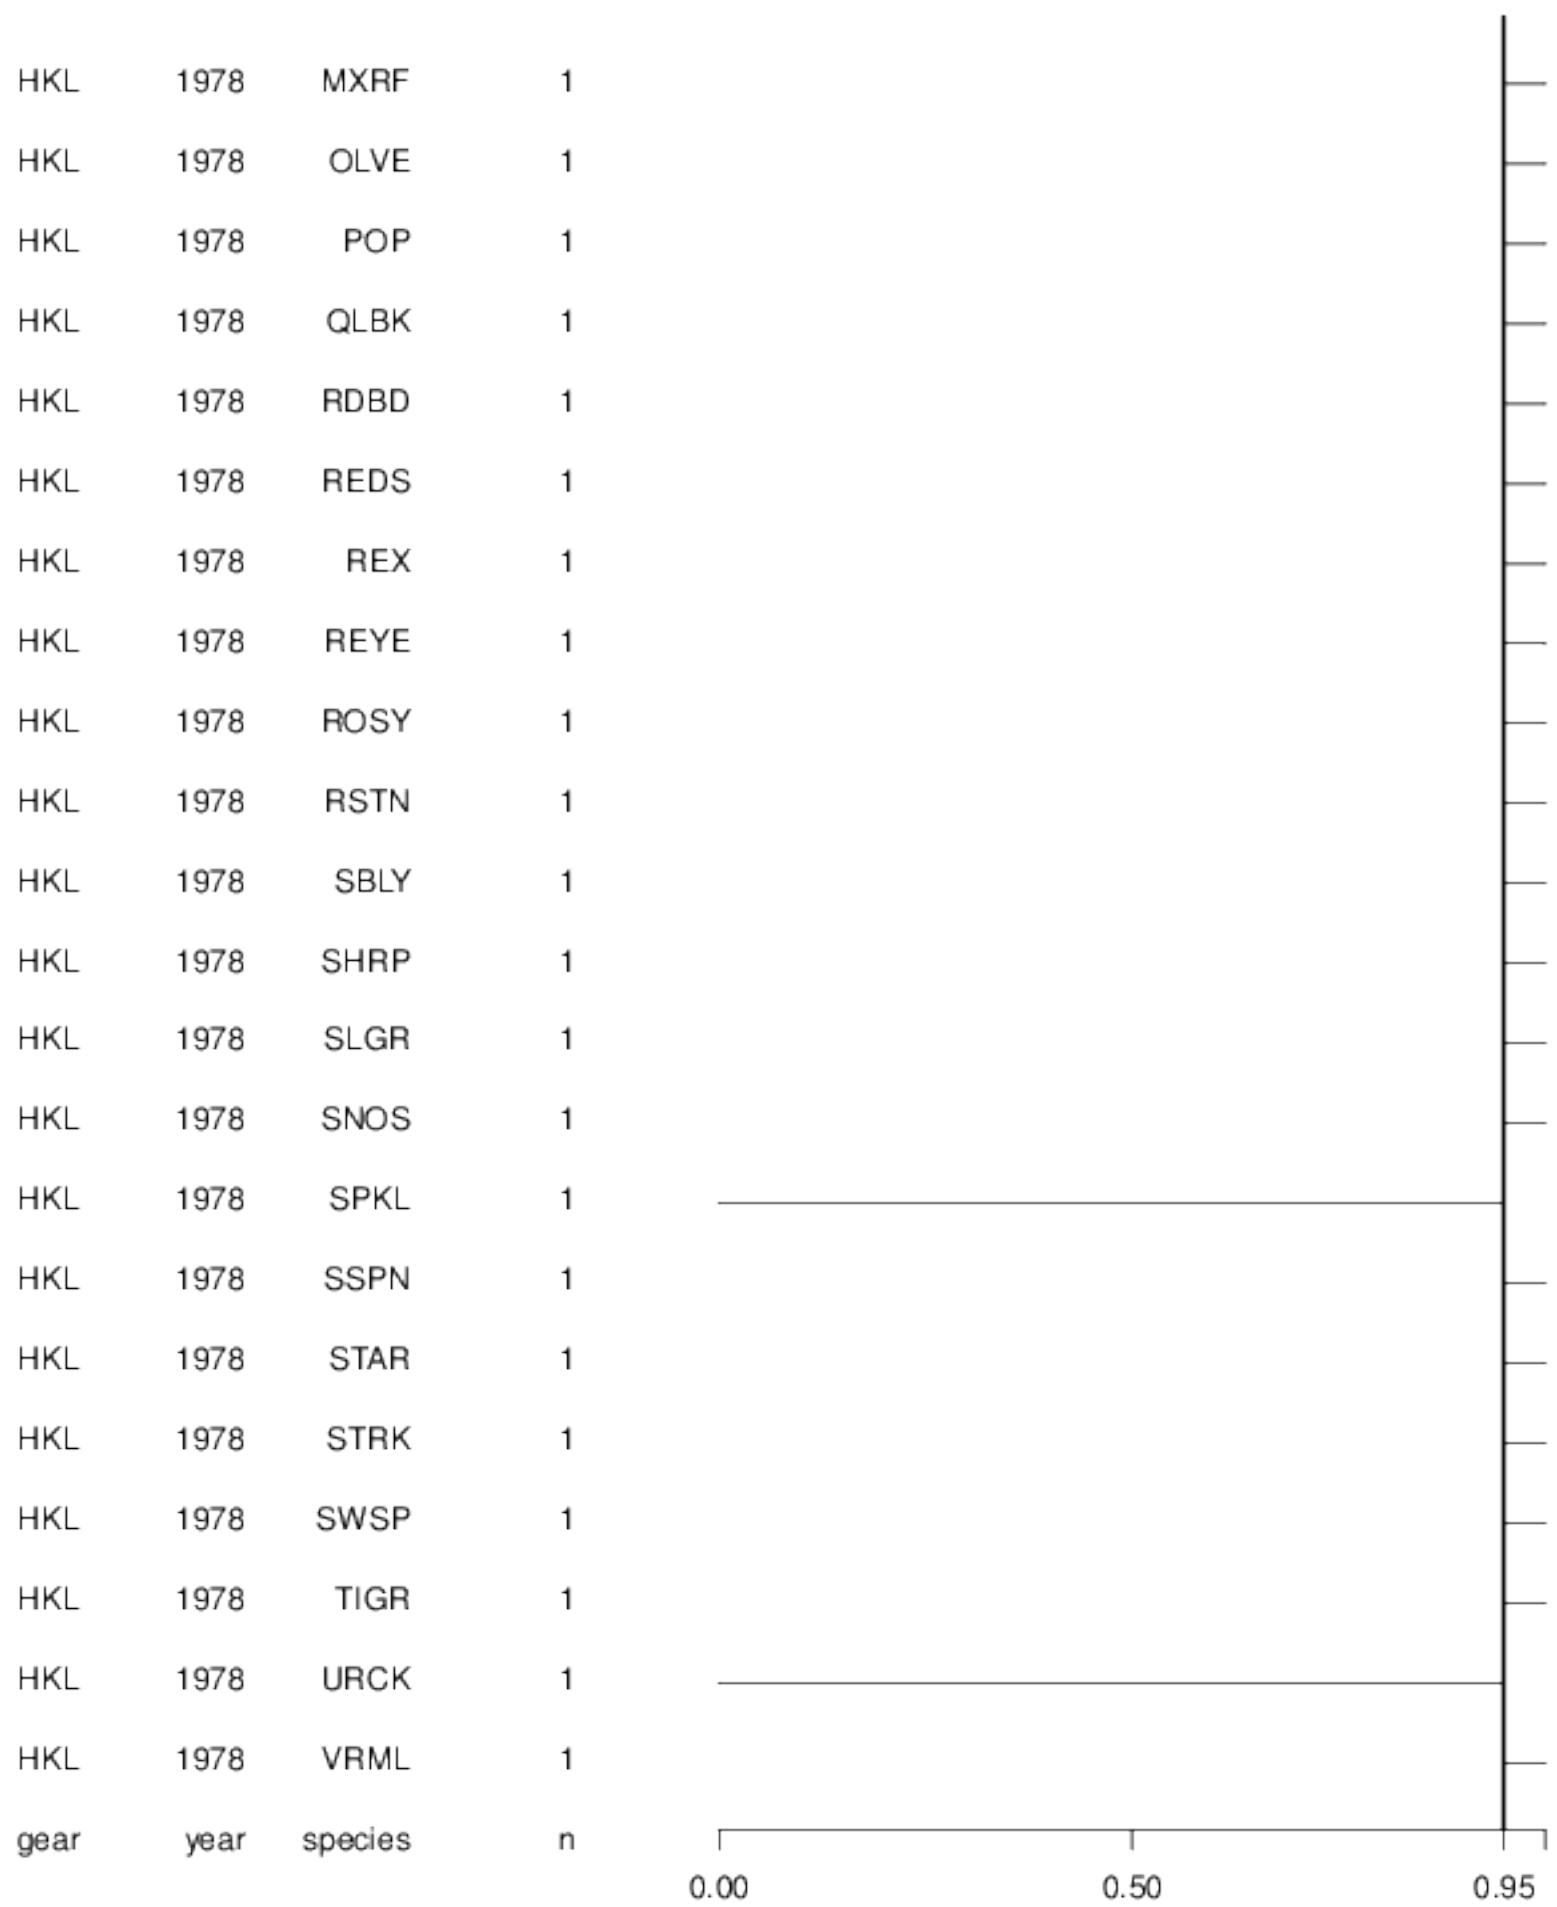 HKL 1978 MXRF 1
HKL 1978 OLVE 1
HKL 1978 POP 1
HKL 1978 QLBK 1
HKL 1978 RDBD 1
HKL 1978 REDS 1
HKL 1978 REX 1
HKL 1978 REYE 1
HKL 1978 ROSY 1
HKL 1978 RSTN 1
HKL 1978 SBLY 1
HKL 1978 SHRP 1
HKL 1978 SLGR 1
HKL 1978 SNOS 1
HKL 1978 SPKL 1
HKL 1978 SSPN 1
HKL 1978 STAR 1
HKL 1978 STRK 1
HKL 1978 SWSP 1
HKL 1978 TIGR 1
HKL 1978 URCK 1
HKL 1978 VRML 1
gear year species n
0.00 0.50 0.95